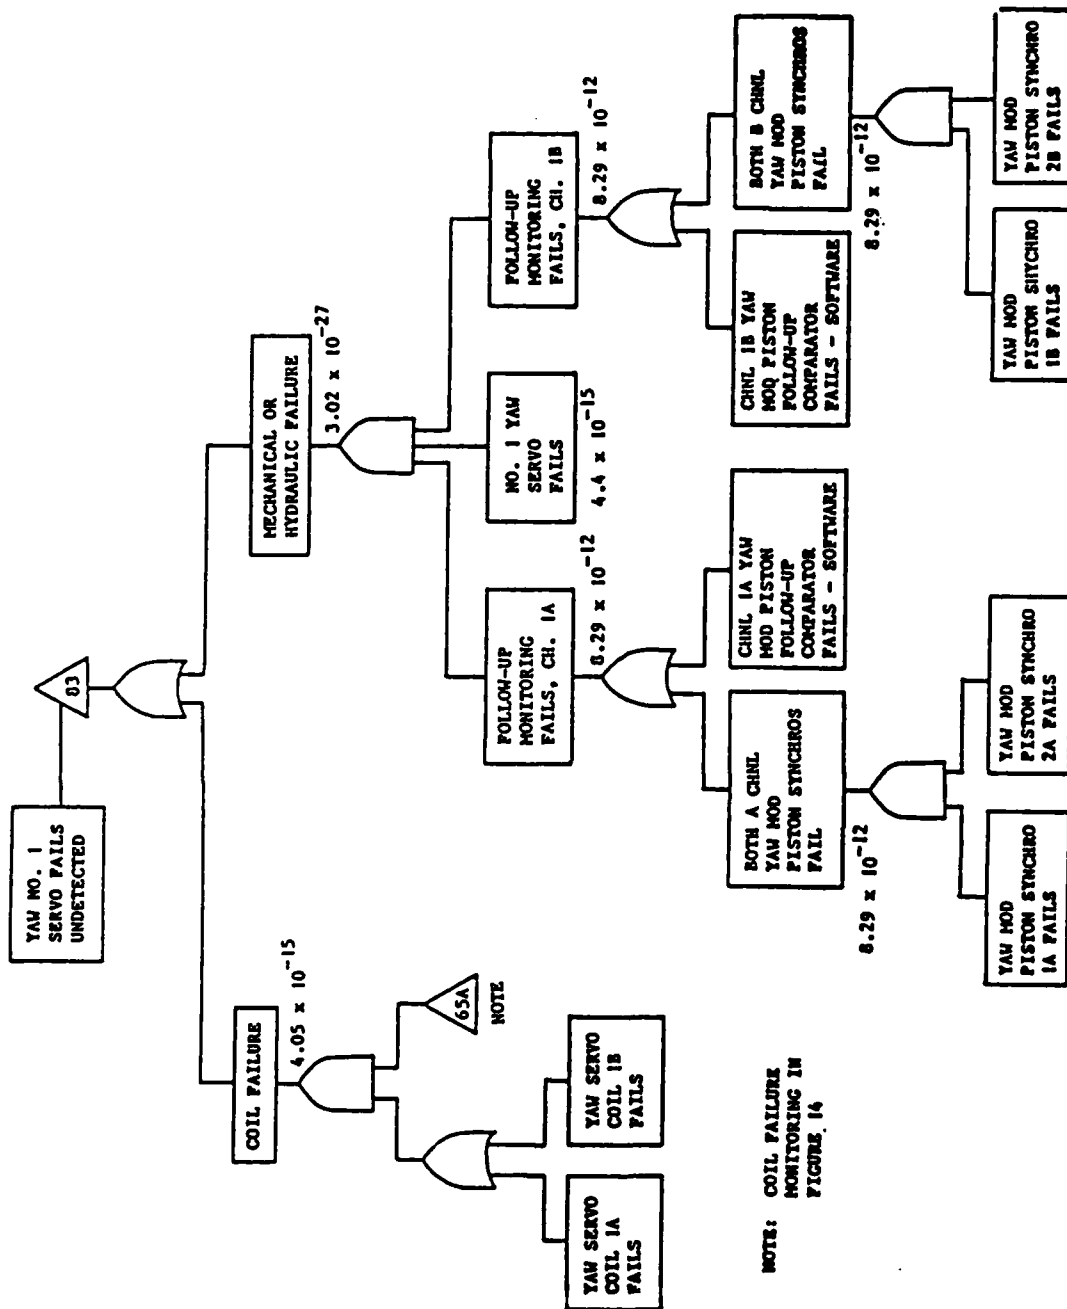 YAW NO. 1
SERVO FAILS
UNDETECTED
83
COIL FAILURE
4.05 x 10-15
MECHANICAL OR
HYDRAULIC FAILURE
3.02 x 10-27
65A
NOTE
YAW SERVO
COIL 1A
FAILS
YAW SERVO
COIL 1B
FAILS
FOLLOW-UP
MONITORING
FAILS, CH. 1A
8.29 x 10-12
NO. 1 YAW
SERVO
FAILS
4.4 x 10-15
FOLLOW-UP
MONITORING
FAILS, CH. 1B
8.29 x 10-12
BOTH A CHNL
YAW MOD
PISTON SYNCHROS
FAIL
8.29 x 10-12
CHNL 1A YAW
MOD PISTON
FOLLOW-UP
COMPARATOR
FAILS - SOFTWARE
CHNL 1B YAW
MOQ PISTON
FOLLOW-UP
COMPARATOR
FAILS - SOFTWARE
BOTH B CHNL
YAW MOD
PISTON SYNCHROS
FAIL
8.29 x 10-12
YAW MOD
PISTON SYNCHRO
1A FAILS
YAW MOD
PISTON SYNCHRO
2A FAILS
YAW MOD
PISTON SHYCHRO
1B FAILS
YAW MOD
PISTON SYNCHRO
2B FAILS
NOTE: COIL FAILURE
MONITORING IN
FIGURE 14